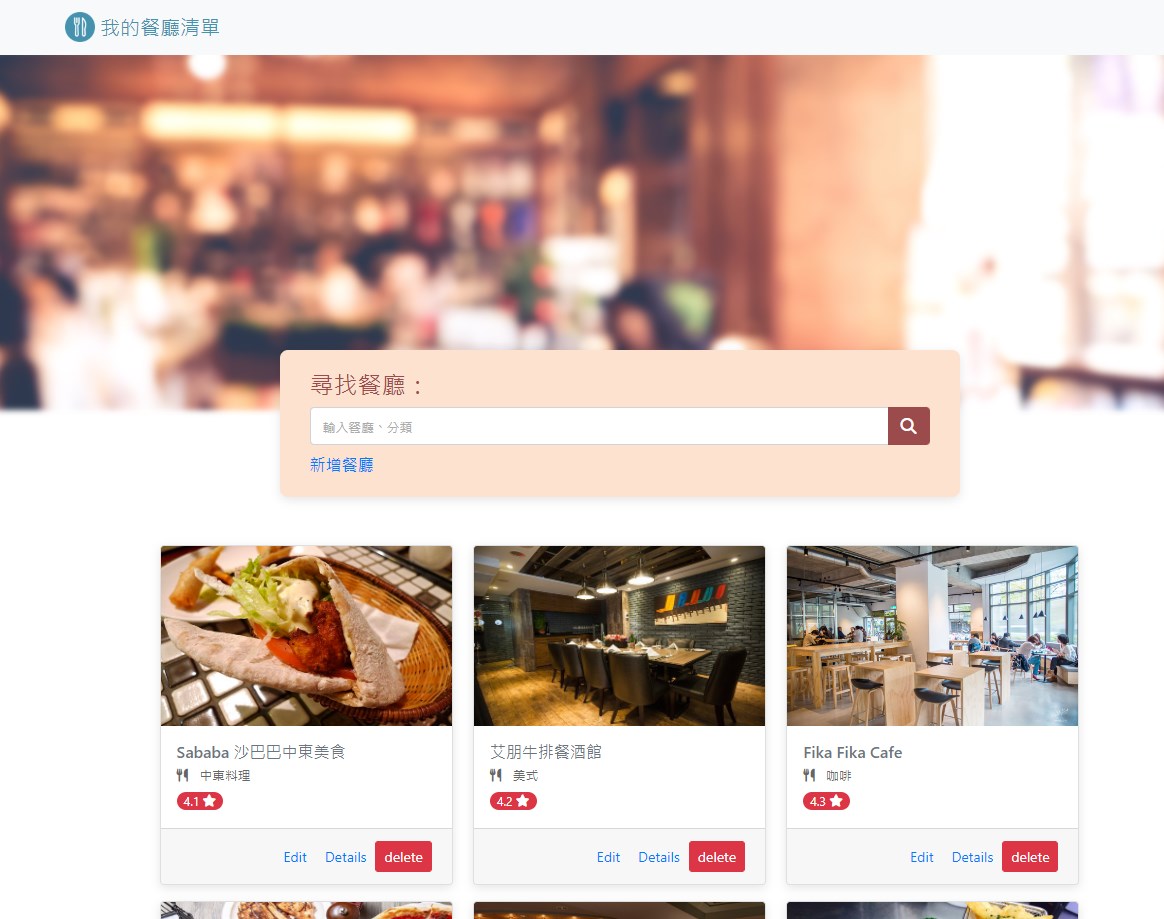 我的餐廳清單
尋找餐廳：
輸入餐廳、分類
新增餐廳
Sababa 沙巴巴中東美食
中東料理
4.1
Edit Details delete
艾朋牛排餐酒館
美式
4.2
Edit Details delete
Fika Fika Cafe
咖啡
4.3
Edit Details delete